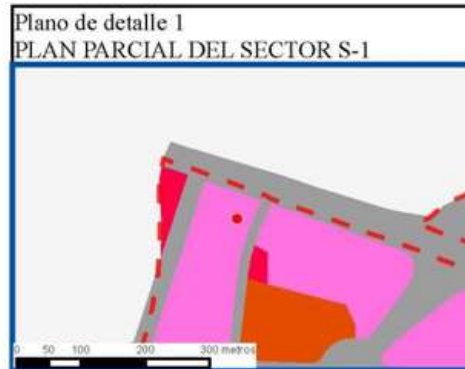 Plano de detalle 1
PLAN PARCIAL DEL SECTOR S-1
0 50 100 200 300 metros